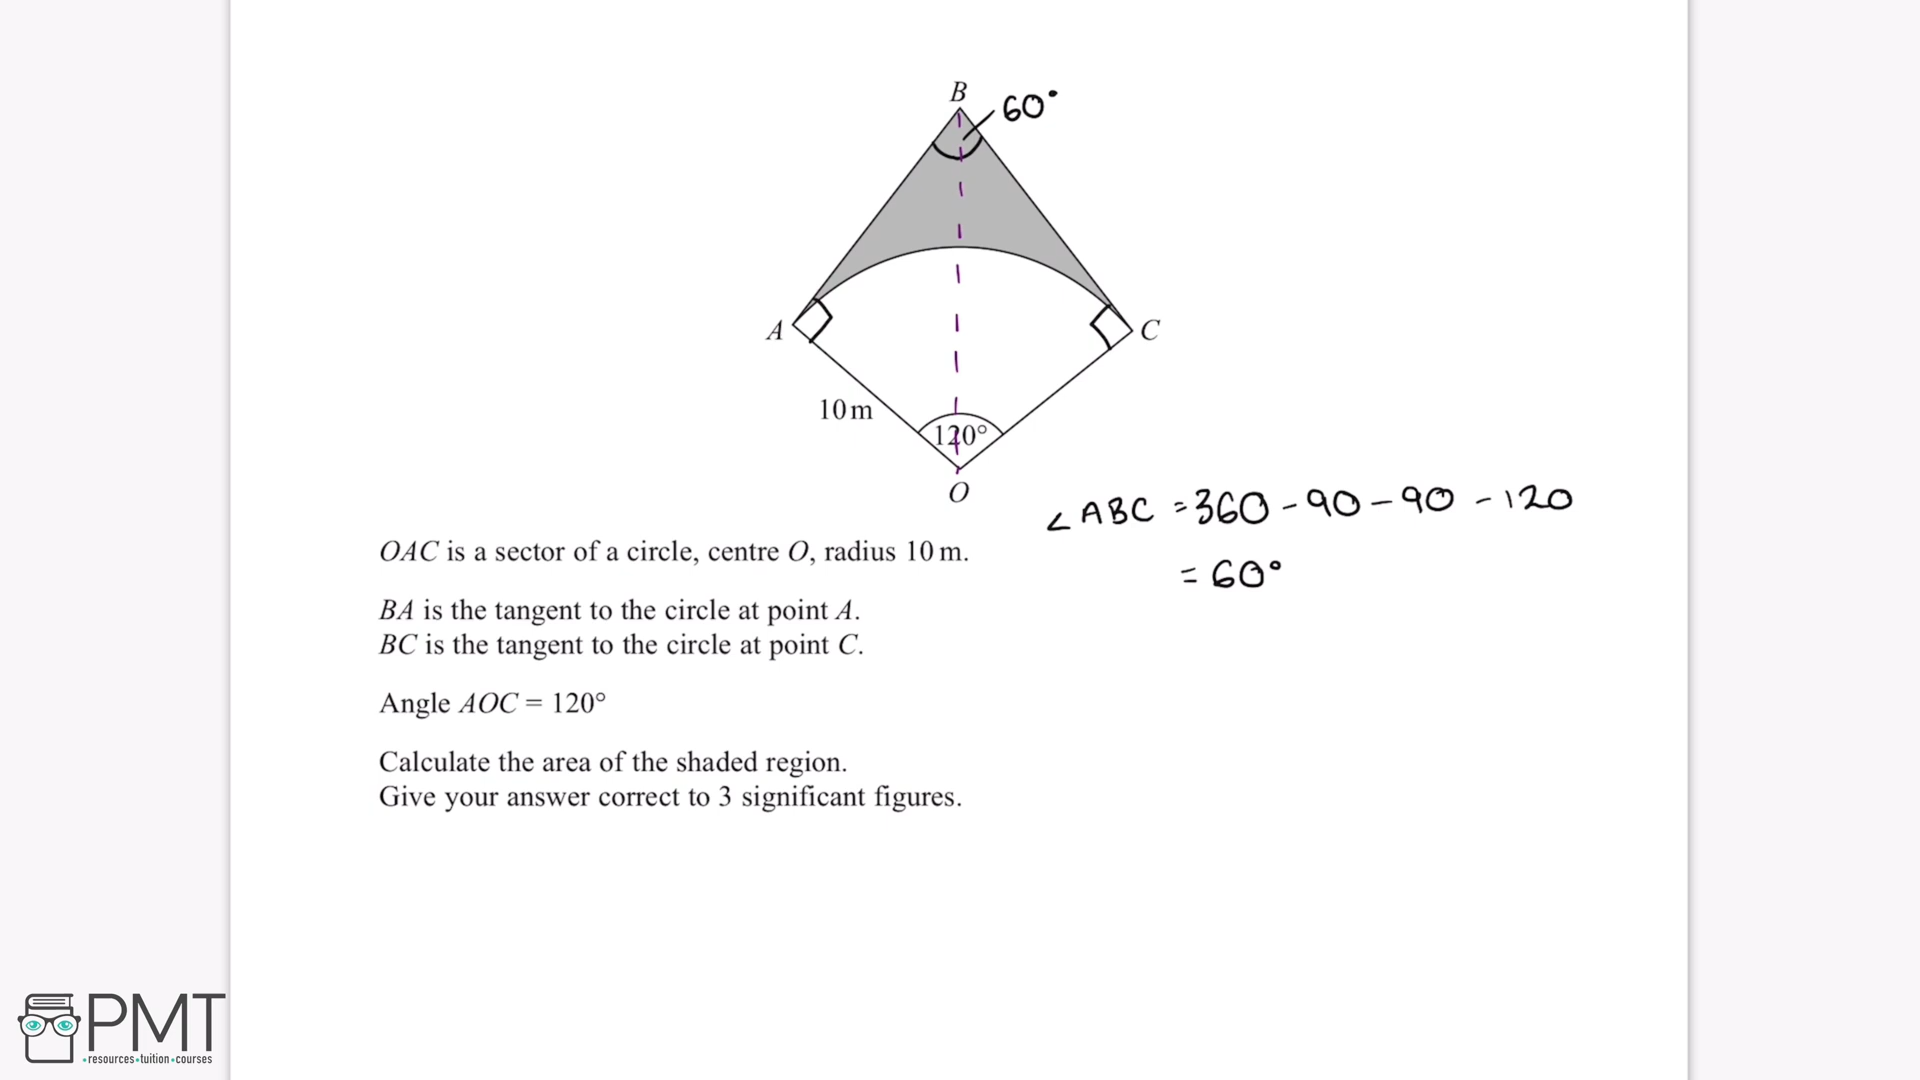 B
60°
A
C
10 m
120°
O
∠ABC = 360 - 90 - 90 - 120
= 60°
OAC is a sector of a circle, centre O, radius 10 m.
BA is the tangent to the circle at point A.
BC is the tangent to the circle at point C.
Angle AOC = 120°
Calculate the area of the shaded region.
Give your answer correct to 3 significant figures.
PMT
•resources•tuition•courses